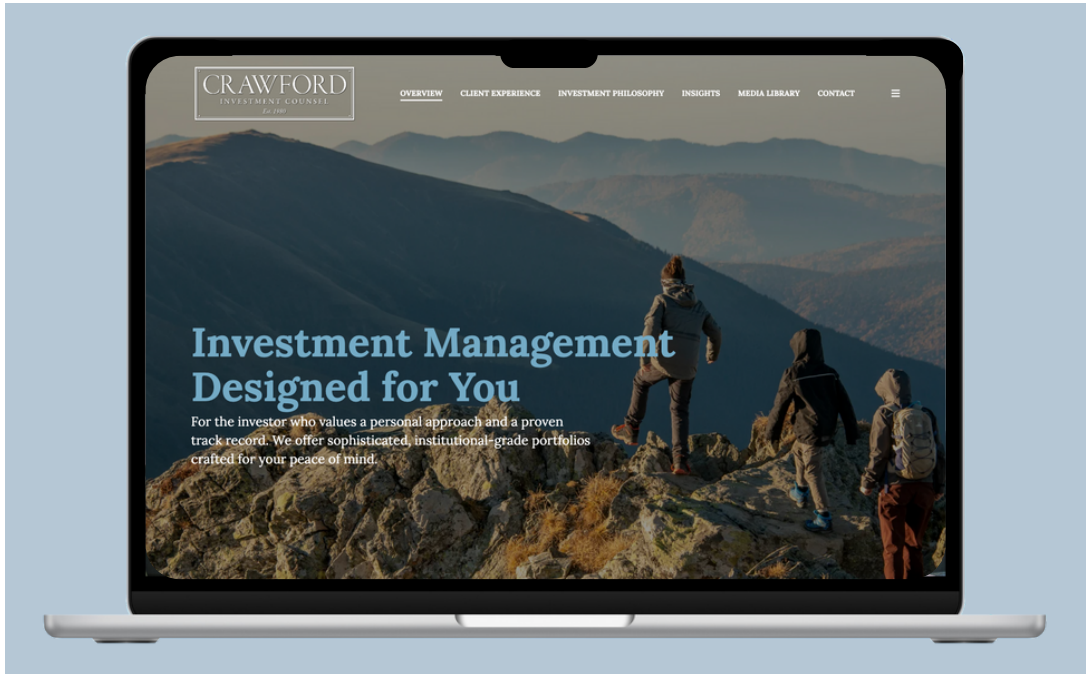 CRAWFORD
INVESTMENT COUNSEL
Est. 1980
OVERVIEW CLIENT EXPERIENCE INVESTMENT PHILOSOPHY INSIGHTS MEDIA LIBRARY CONTACT
Investment Management
Designed for You
For the investor who values a personal approach and a proven
track record. We offer sophisticated, institutional-grade portfolios
crafted for your peace of mind.